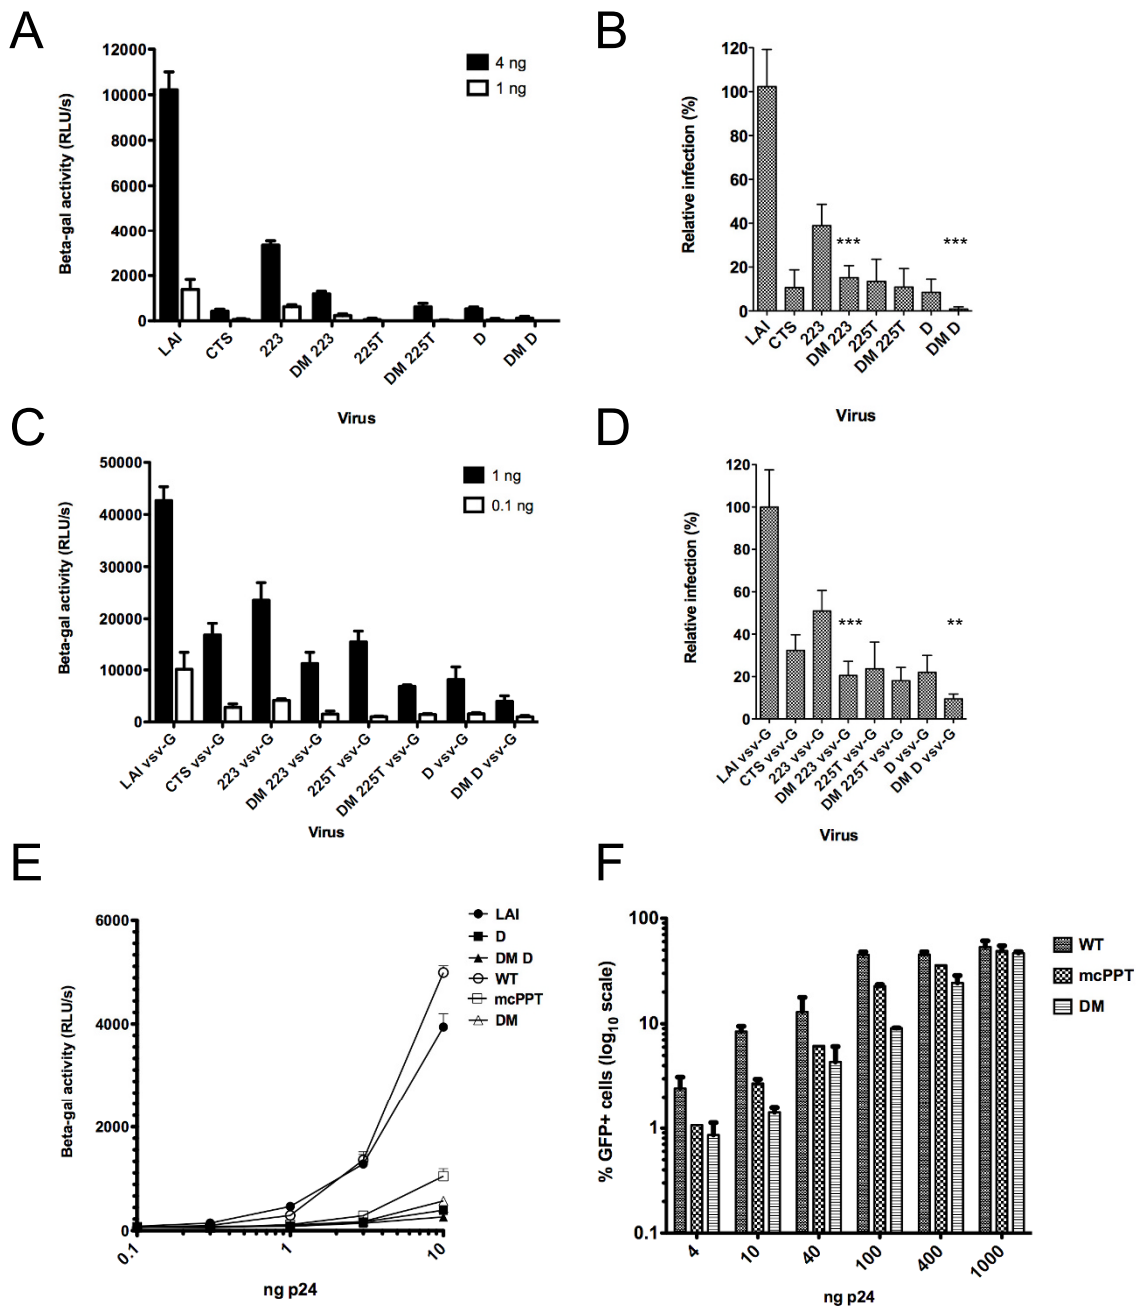 A
Beta-gal activity (RLU/s)
12000
10000
8000
6000
4000
2000
0
4 ng
1 ng
LAI
CTS
223
DM 223
225T
DM 225T
D
DM D
Virus
B
Relative infection (%)
120
100
80
60
40
20
0
***
***
LAI
CTS
223
DM 223
225T
DM 225T
D
DM D
Virus
C
Beta-gal activity (RLU/s)
50000
40000
30000
20000
10000
0
1 ng
0.1 ng
LAI vsv-G
CTS vsv-G
223 vsv-G
DM 223 vsv-G
225T vsv-G
DM 225T vsv-G
D vsv-G
DM D vsv-G
Virus
D
Relative infection (%)
120
100
80
60
40
20
0
***
**
LAI vsv-G
CTS vsv-G
223 vsv-G
DM 223 vsv-G
225T vsv-G
DM 225T vsv-G
D vsv-G
DM D vsv-G
Virus
E
Beta-gal activity (RLU/s)
6000
4000
2000
0
LAI
D
DM D
WT
mcPPT
DM
0.1
1
10
ng p24
F
% GFP+ cells (log10 scale)
100
10
1
0.1
WT
mcPPT
DM
4
10
40
100
400
1000
ng p24